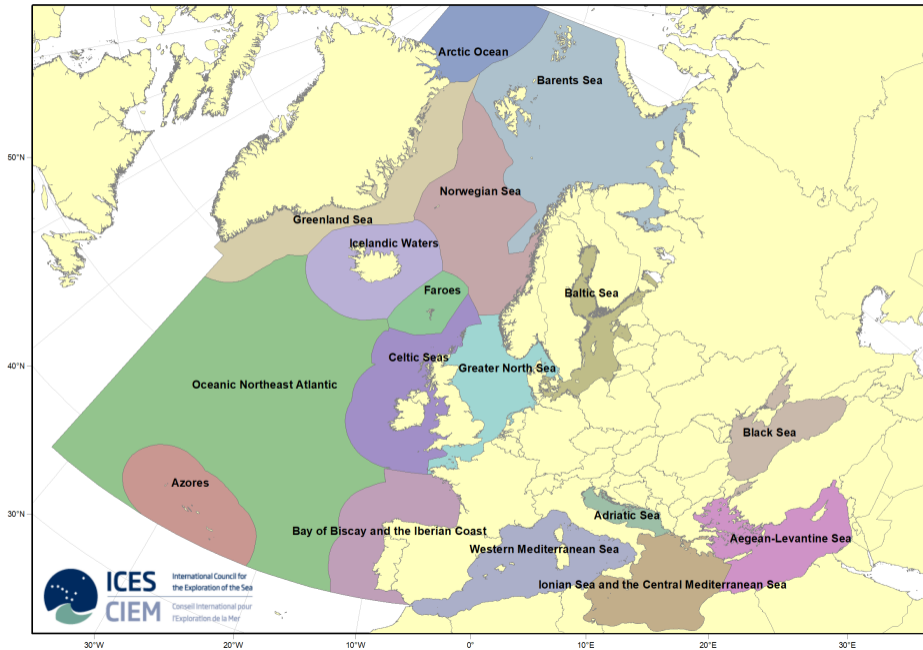 Arctic Ocean
Barents Sea
50°N
Norwegian Sea
Greenland Sea
Icelandic Waters
Faroes
Baltic Sea
Celtic Seas
40°N
Greater North Sea
Oceanic Northeast Atlantic
Black Sea
Azores
30°N
Adriatic Sea
Bay of Biscay and the Iberian Coast
Aegean-Levantine Sea
Western Mediterranean Sea
Ionian Sea and the Central Mediterranean Sea
ICES
International Council for
the Exploration of the Sea
CIEM
Conseil International pour
l'Exploration de la Mer
30°W
20°W
10°W
0°
10°E
20°E
30°E